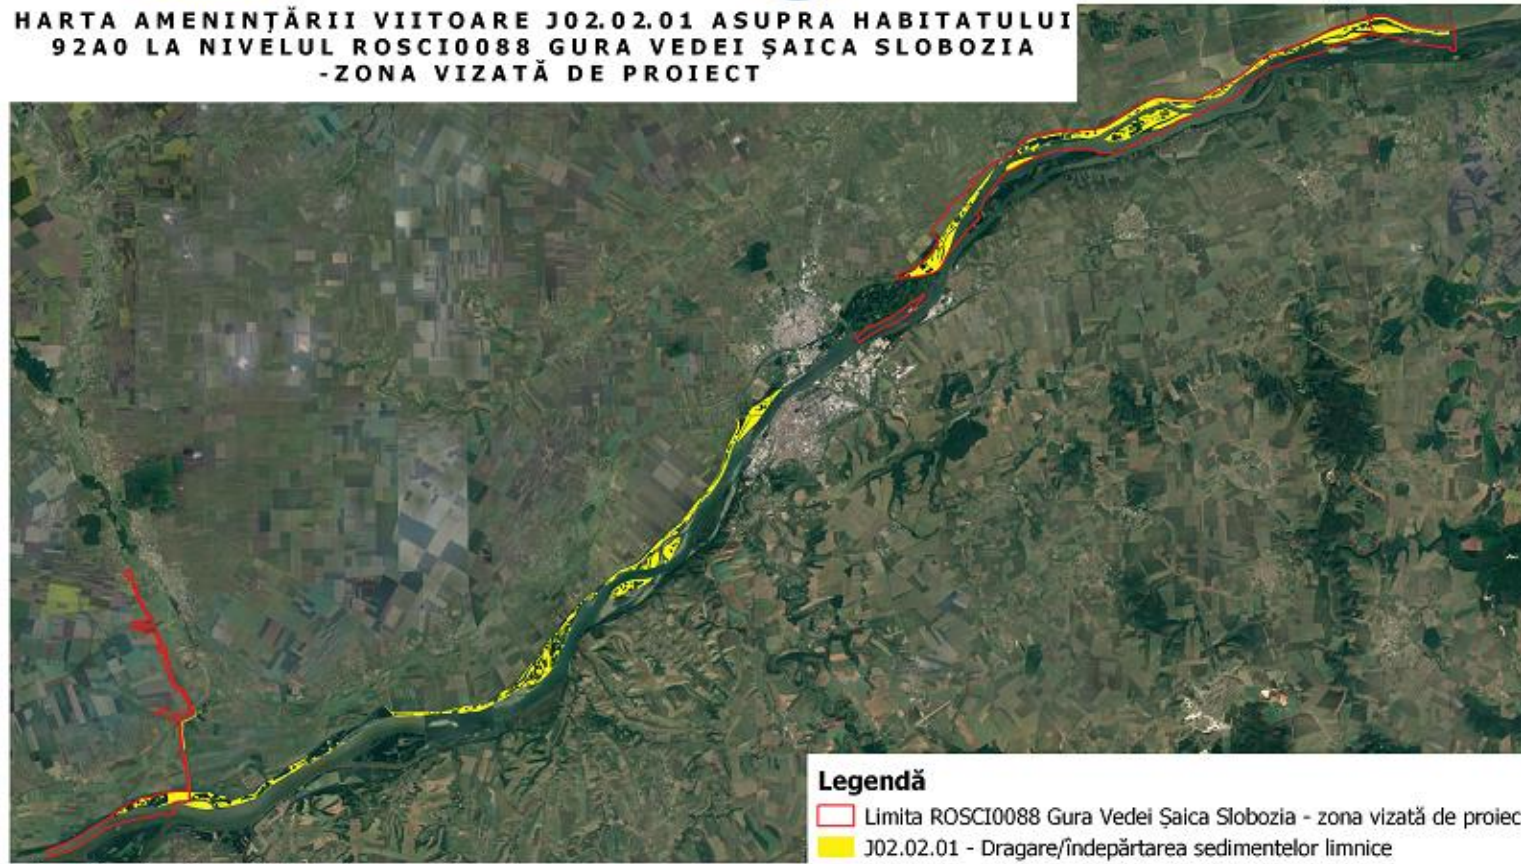 HARTA AMENINȚĂRII VIITOARE J02.02.01 ASUPRA HABITATULUI
92A0 LA NIVELUL ROSCI0088 GURA VEDEI ȘAICA SLOBOZIA
-ZONA VIZATĂ DE PROIECT
Legendă
Limita ROSCI0088 Gura Vedei Șaica Slobozia - zona vizată de proiec
J02.02.01 - Dragare/îndepărtarea sedimentelor limnice